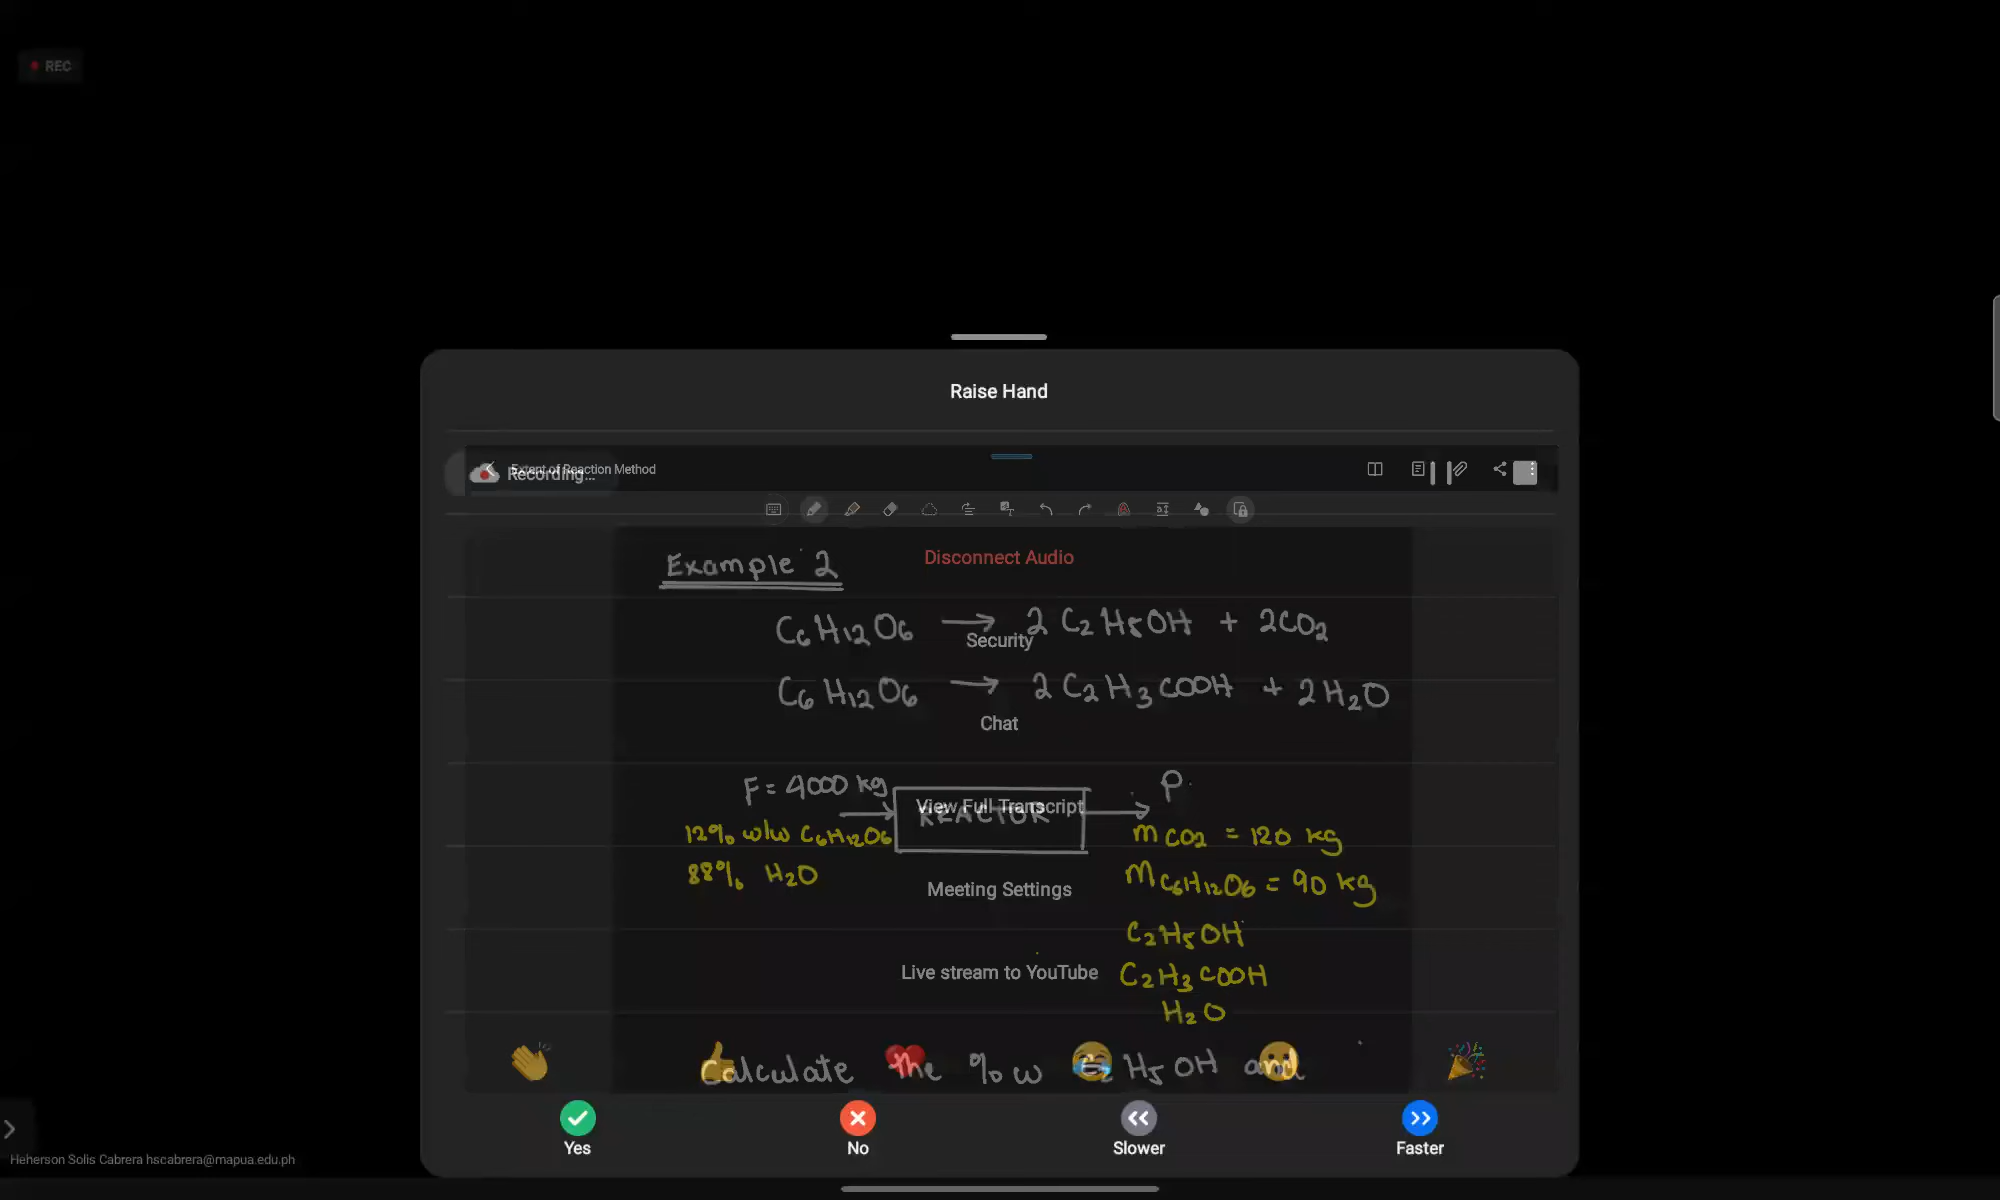 REC
Raise Hand
Recording...
Extent of Reaction Method
Example 2
Disconnect Audio
C6H12O6 → 2 C2H5OH + 2CO2
Security
C6H12O6 → 2 C2H3COOH + 2H2O
Chat
F = 4000 kg
P
View Full Transcript
REACTOR
12% w/w C6H12O6
mCO2 = 120 kg
88% H2O
mC6H12O6 = 90 kg
Meeting Settings
C2H5OH
Live stream to YouTube
C2H3COOH
H2O
Calculate the %w C2H5OH and
Yes
No
Slower
Faster
Heherson Solis Cabrera hscabrera@mapua.edu.ph